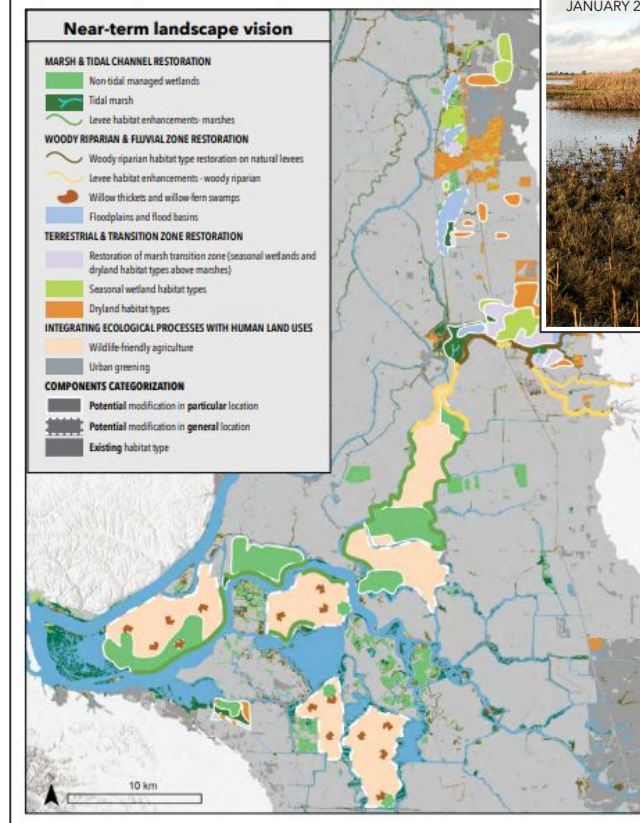 JANUARY 2
Near-term landscape vision
MARSH & TIDAL CHANNEL RESTORATION
Non-tidal managed wetlands
Tidal marsh
Levee habitat enhancements- marshes
WOODY RIPARIAN & FLUVIAL ZONE RESTORATION
Woody riparian habitat type restoration on natural levees
Levee habitat enhancements - woody riparian
Willow thickets and willow-fern swamps
Floodplains and flood basins
TERRESTRIAL & TRANSITION ZONE RESTORATION
Restoration of marsh transition zone (seasonal wetlands and
dryland habitat types above marshes)
Seasonal wetland habitat types
Dryland habitat types
INTEGRATING ECOLOGICAL PROCESSES WITH HUMAN LAND USES
Wildlife-friendly agriculture
Urban greening
COMPONENTS CATEGORIZATION
Potential modification in particular location
Potential modification in general location
Existing habitat type
10 km